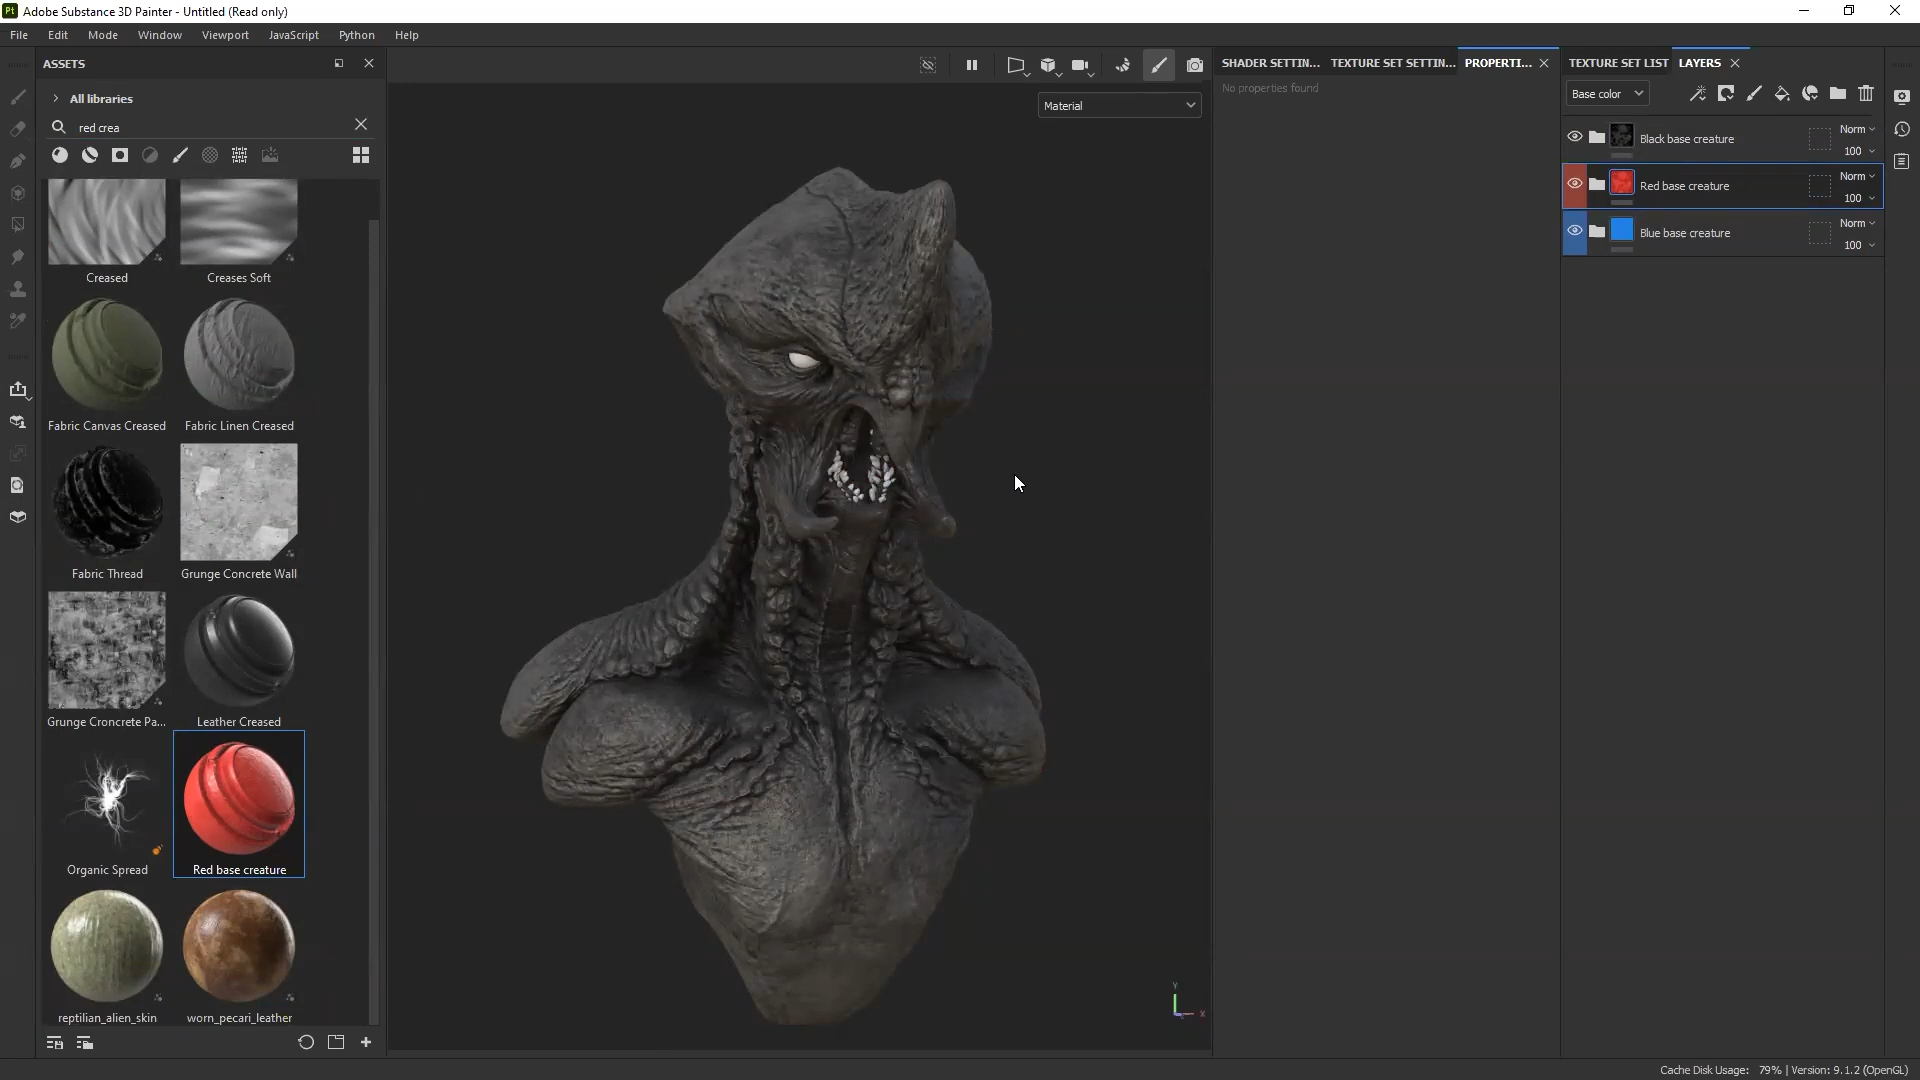 Pt Adobe Substance 3D Painter - Untitled (Read only)
File Edit Mode Window Viewport JavaScript Python Help
ASSETS
All libraries
red crea
Creased
Creases Soft
Fabric Canvas Creased
Fabric Linen Creased
Fabric Thread
Grunge Concrete Wall
Grunge Croncrete Pa...
Leather Creased
Organic Spread
Red base creature
reptilian_alien_skin
worn_pecari_leather
Material
Y
X
SHADER SETTIN... TEXTURE SET SETTIN... PROPERTI...
No properties found
TEXTURE SET LIST LAYERS
Base color
Black base creature
Norm
100
Red base creature
Norm
100
Blue base creature
Norm
100
Cache Disk Usage: 79% | Version: 9.1.2 (OpenGL)